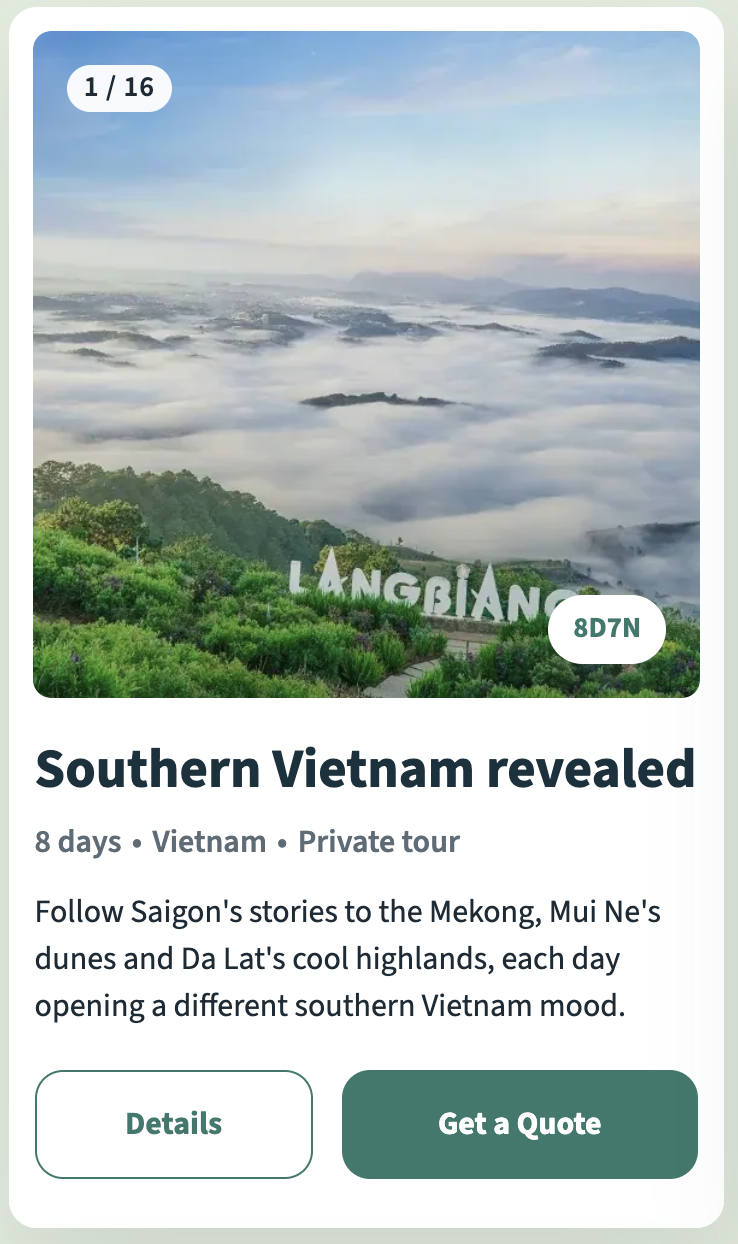 1 / 16
LANGBIANG
8D7N
Southern Vietnam revealed
8 days • Vietnam • Private tour
Follow Saigon's stories to the Mekong, Mui Ne's
dunes and Da Lat's cool highlands, each day
opening a different southern Vietnam mood.
Details
Get a Quote